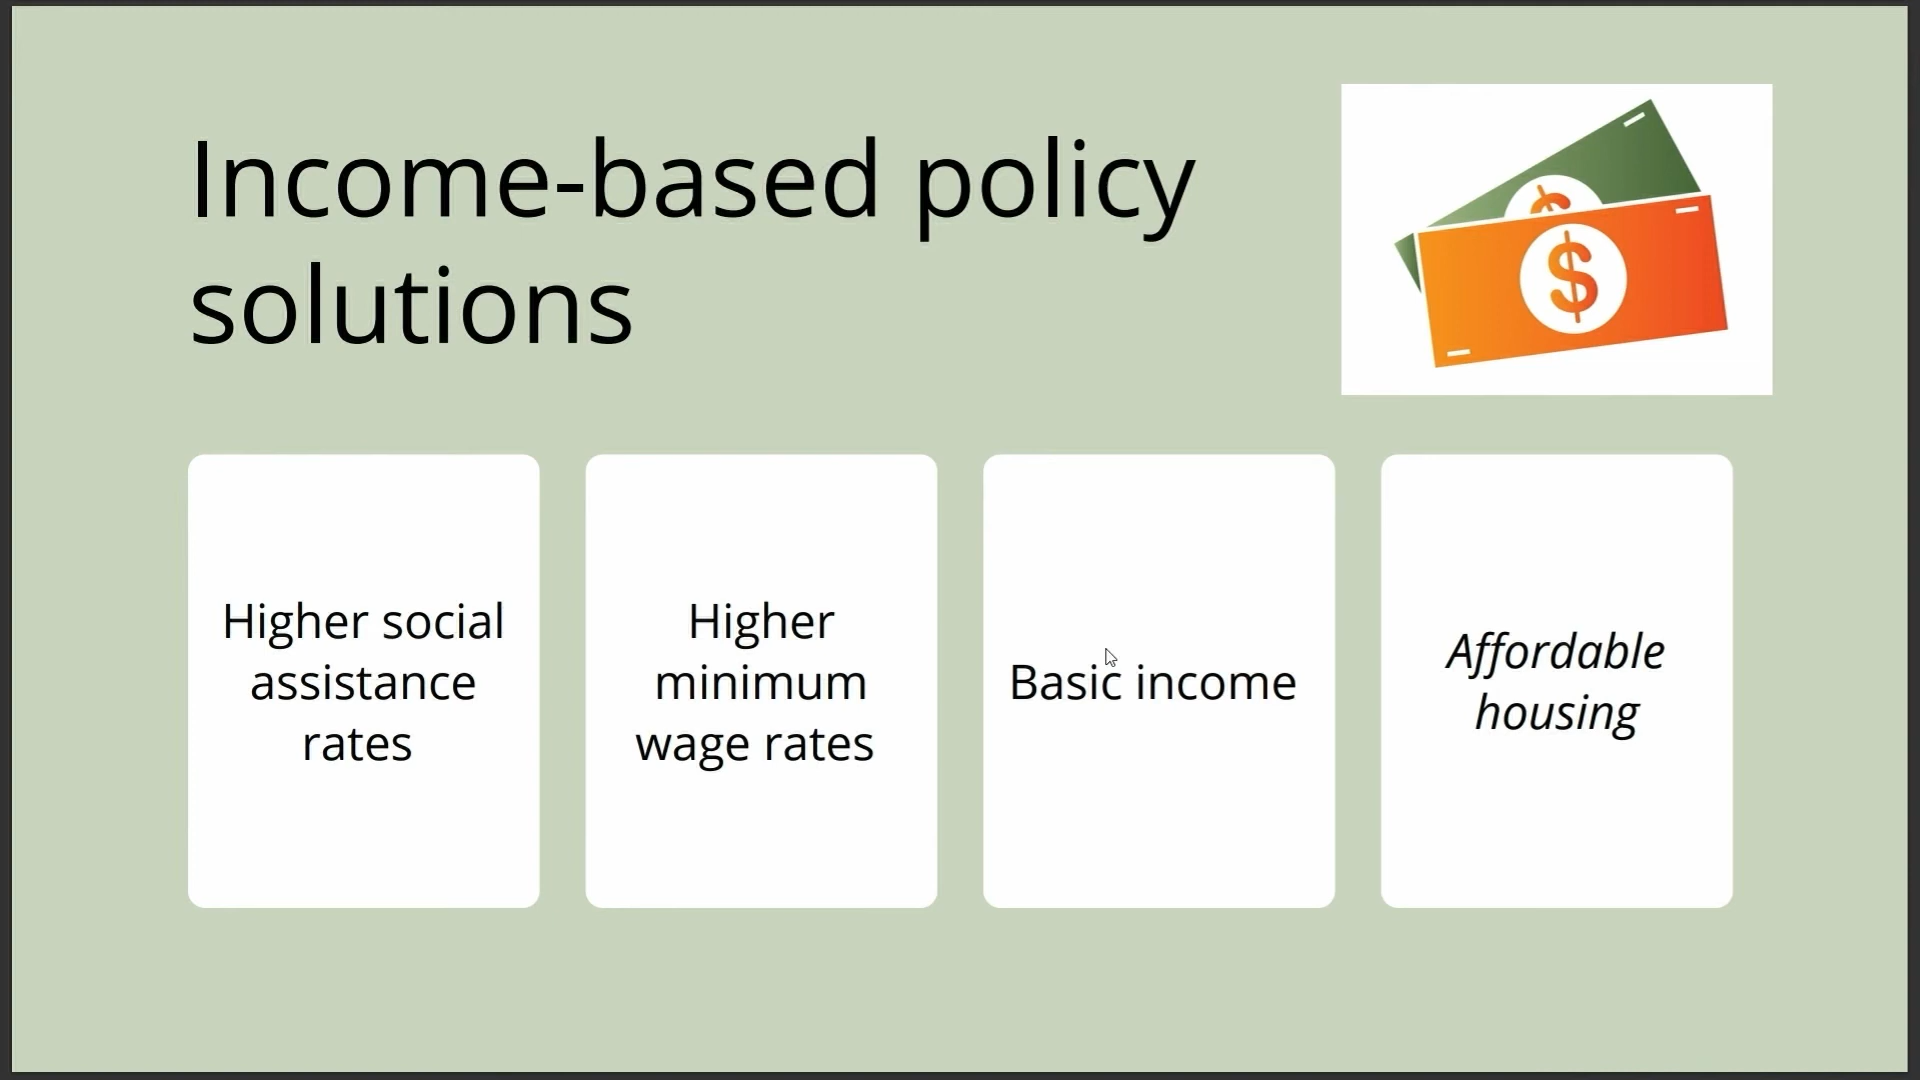 Income-based policy
solutions
$
$
Higher social
assistance
rates
Higher
minimum
wage rates
Basic income
Affordable
housing